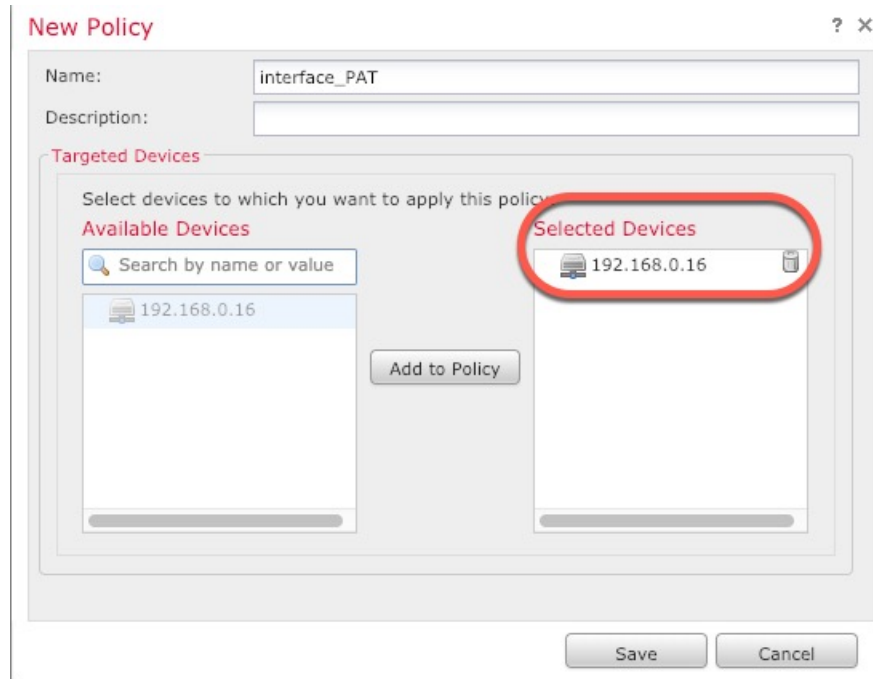 New Policy
?
Name:
interface_PAT
Description:
Targeted Devices
Select devices to which you want to apply this policy
Available Devices
Selected Devices
Search by name or value
192.168.0.16
192.168.0.16
Add to Policy
Save
Cancel